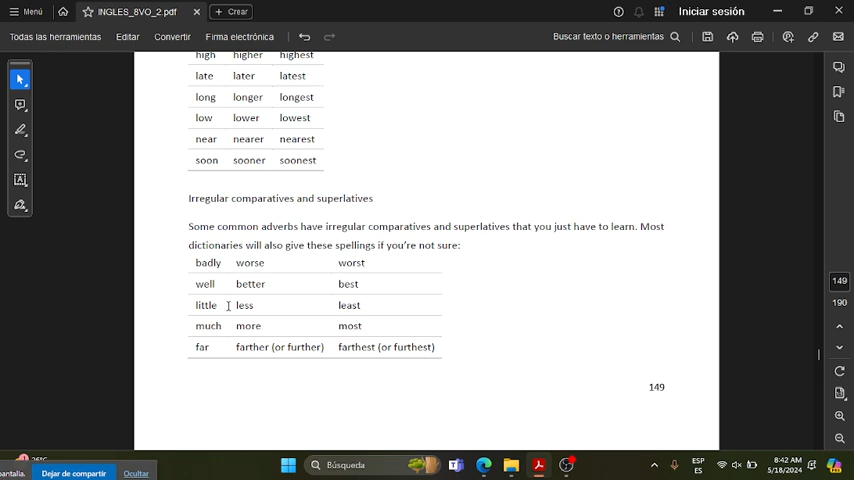 Menú
INGLES_8VO_2.pdf
+ Crear
Iniciar sesión
Todas las herramientas Editar Convertir Firma electrónica
Buscar texto o herramientas
high higher highest
late later latest
long longer longest
low lower lowest
near nearer nearest
soon sooner soonest
Irregular comparatives and superlatives
Some common adverbs have irregular comparatives and superlatives that you just have to learn. Most
dictionaries will also give these spellings if you're not sure:
badly worse worst
well better best
little less least
much more most
far farther (or further) farthest (or furthest)
149
149
190
pantalla.
Dejar de compartir
Ocultar
Búsqueda
ESP
ES
8:42 AM
5/18/2024